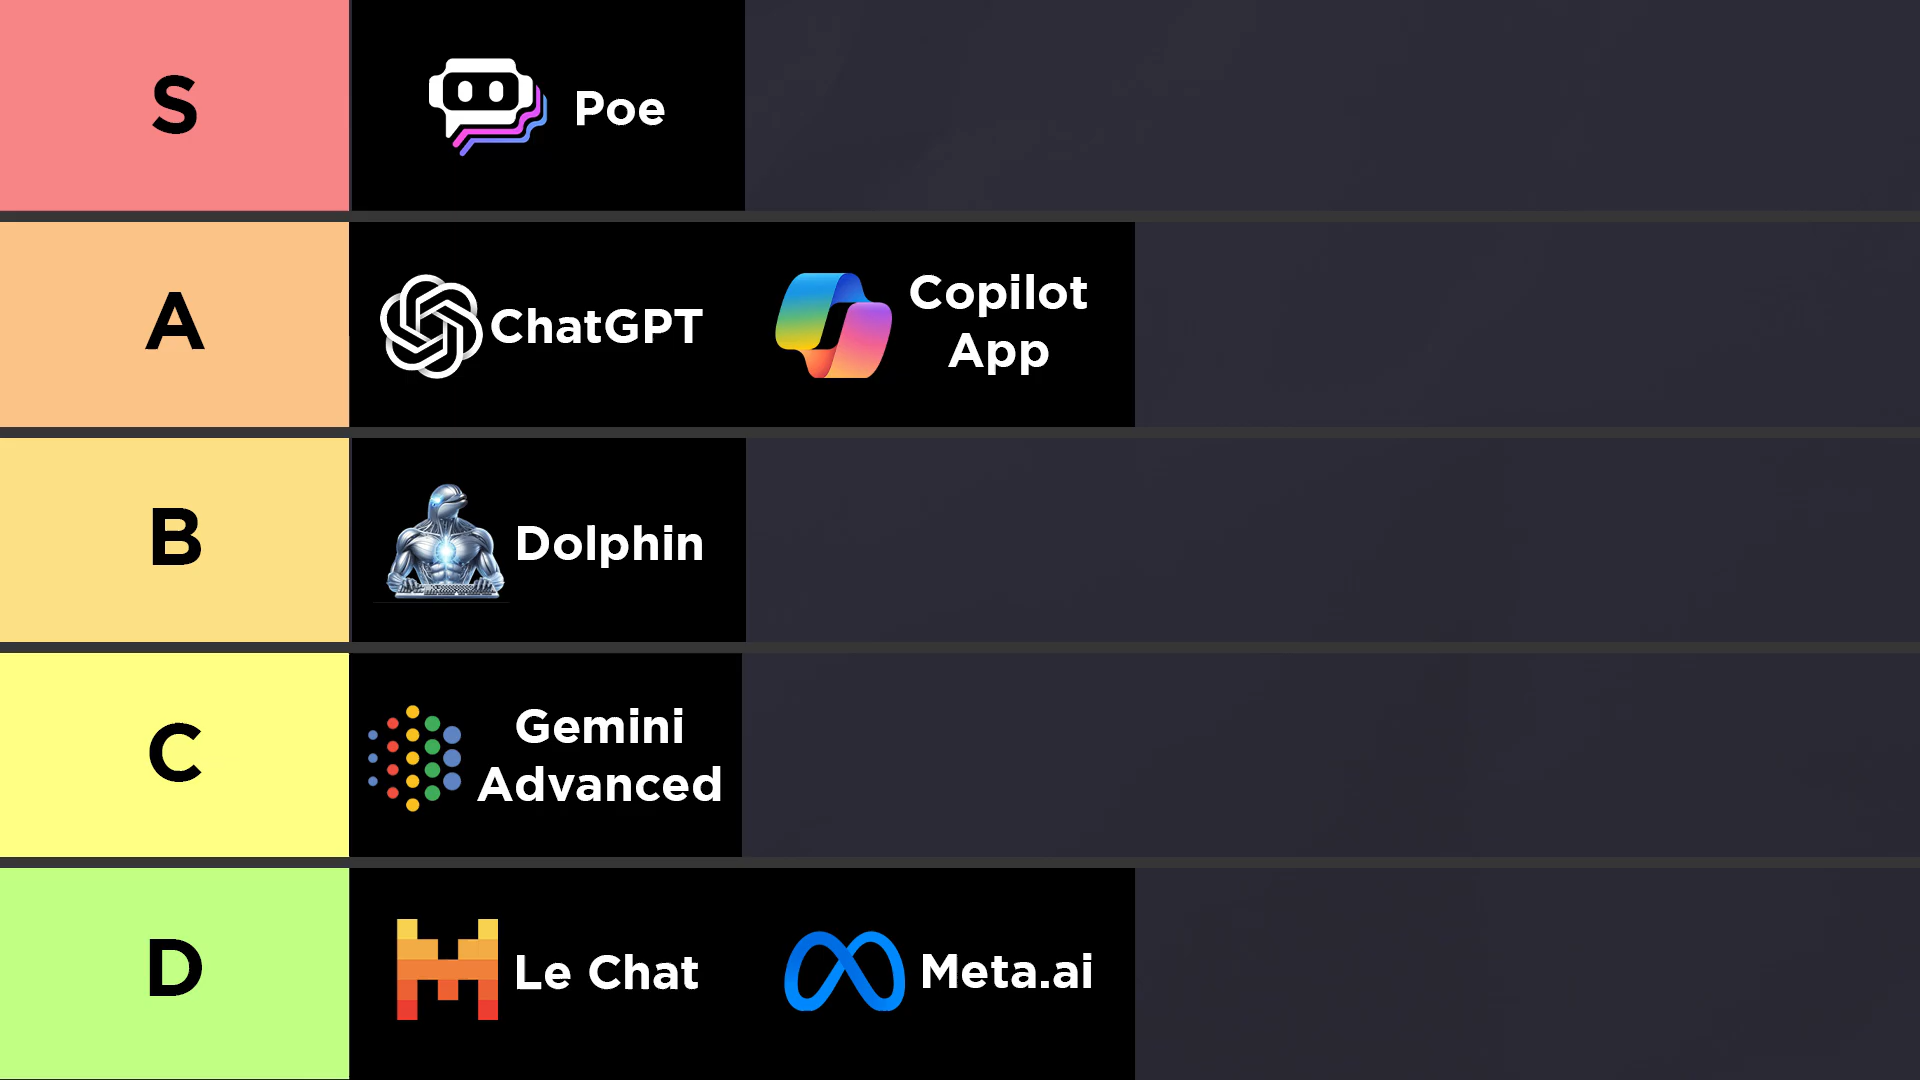 S
Poe
A
ChatGPT
Copilot
App
B
Dolphin
C
Gemini
Advanced
D
Le Chat
Meta.ai